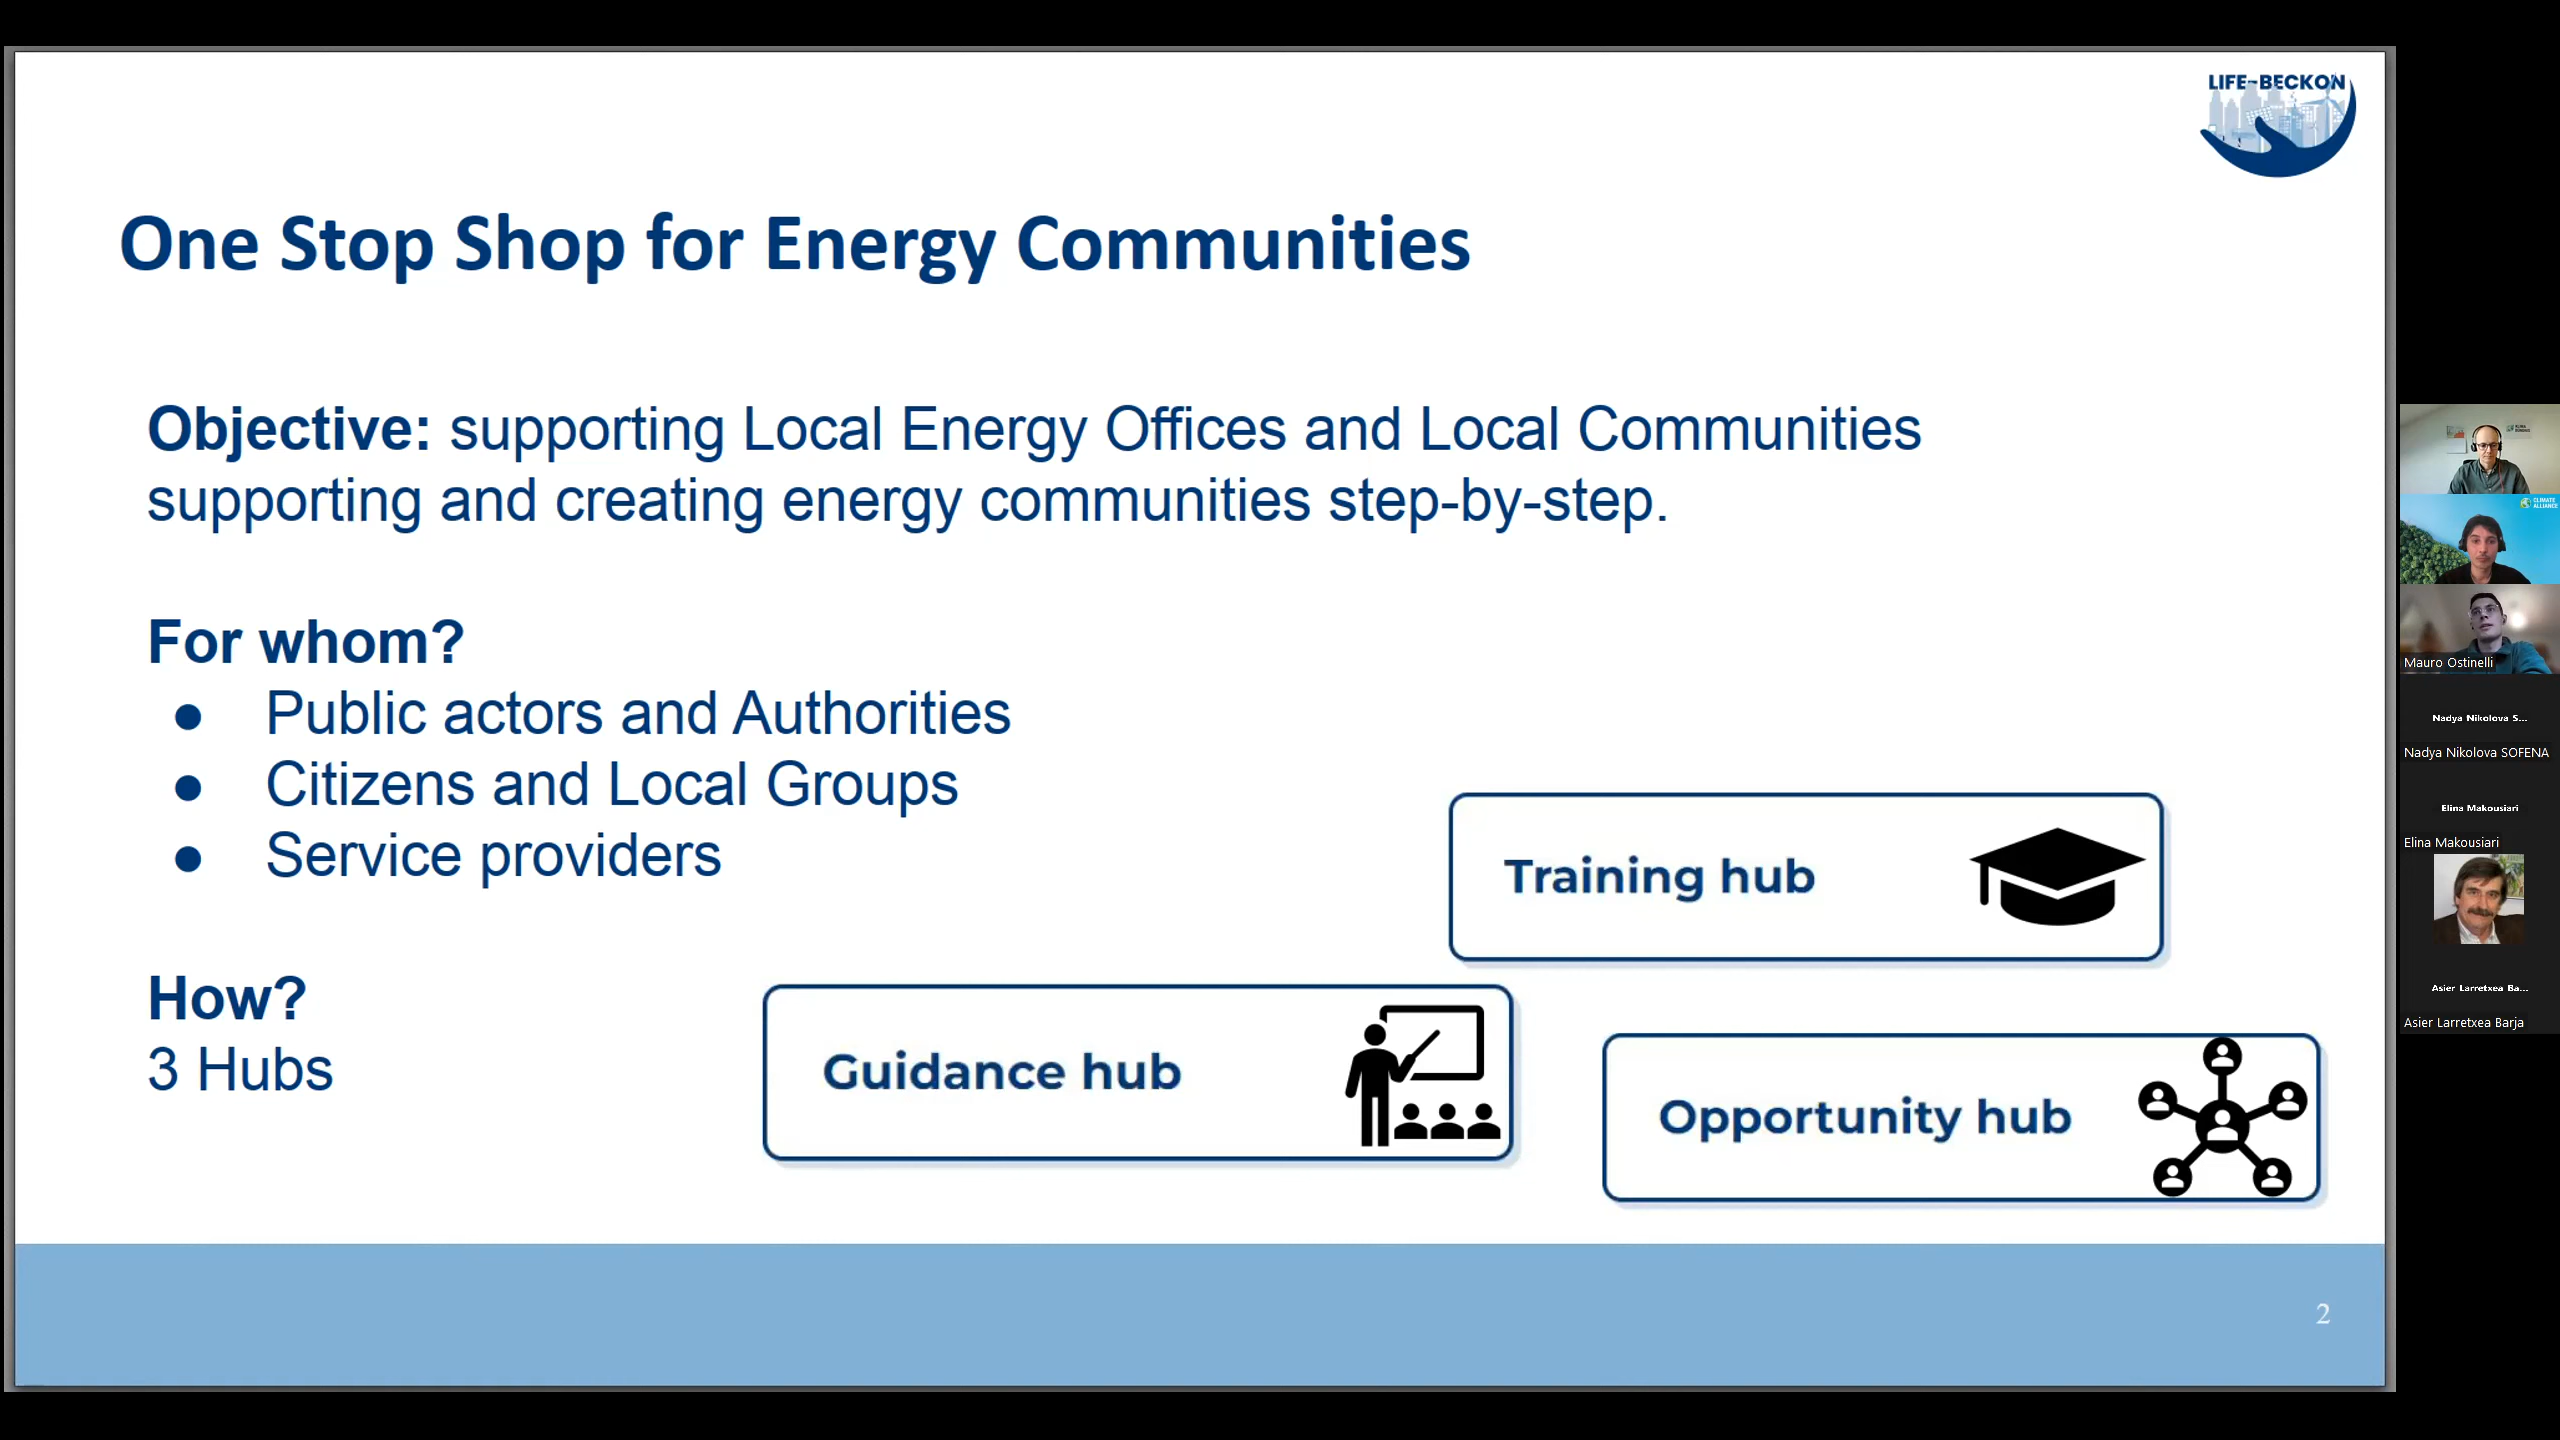 LIFE-BECKON
One Stop Shop for Energy Communities
Objective: supporting Local Energy Offices and Local Communities
supporting and creating energy communities step-by-step.
For whom?
● Public actors and Authorities
● Citizens and Local Groups
● Service providers
How?
3 Hubs
Training hub
Guidance hub
Opportunity hub
2
CLIMATE
ALLIANCE
Mauro Ostinelli
Nadya Nikolova S...
Nadya Nikolova SOFENA
Elina Makousiari
Elina Makousiari
Asier Larretxea Ba...
Asier Larretxea Barja